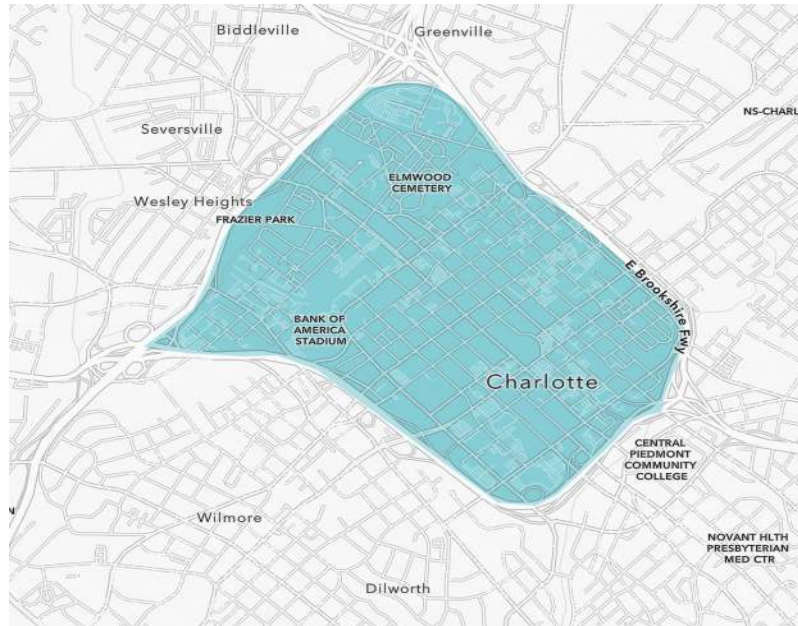 Biddleville
Greenville
NS-CHARL
Seversville
ELMWOOD
CEMETERY
Wesley Heights
FRAZIER PARK
E Brookshire Fwy
BANK OF
AMERICA
STADIUM
Charlotte
CENTRAL
PIEDMONT
COMMUNITY
COLLEGE
N
Wilmore
NOVANT HLTH
PRESBYTERIAN
MED CTR
Dilworth